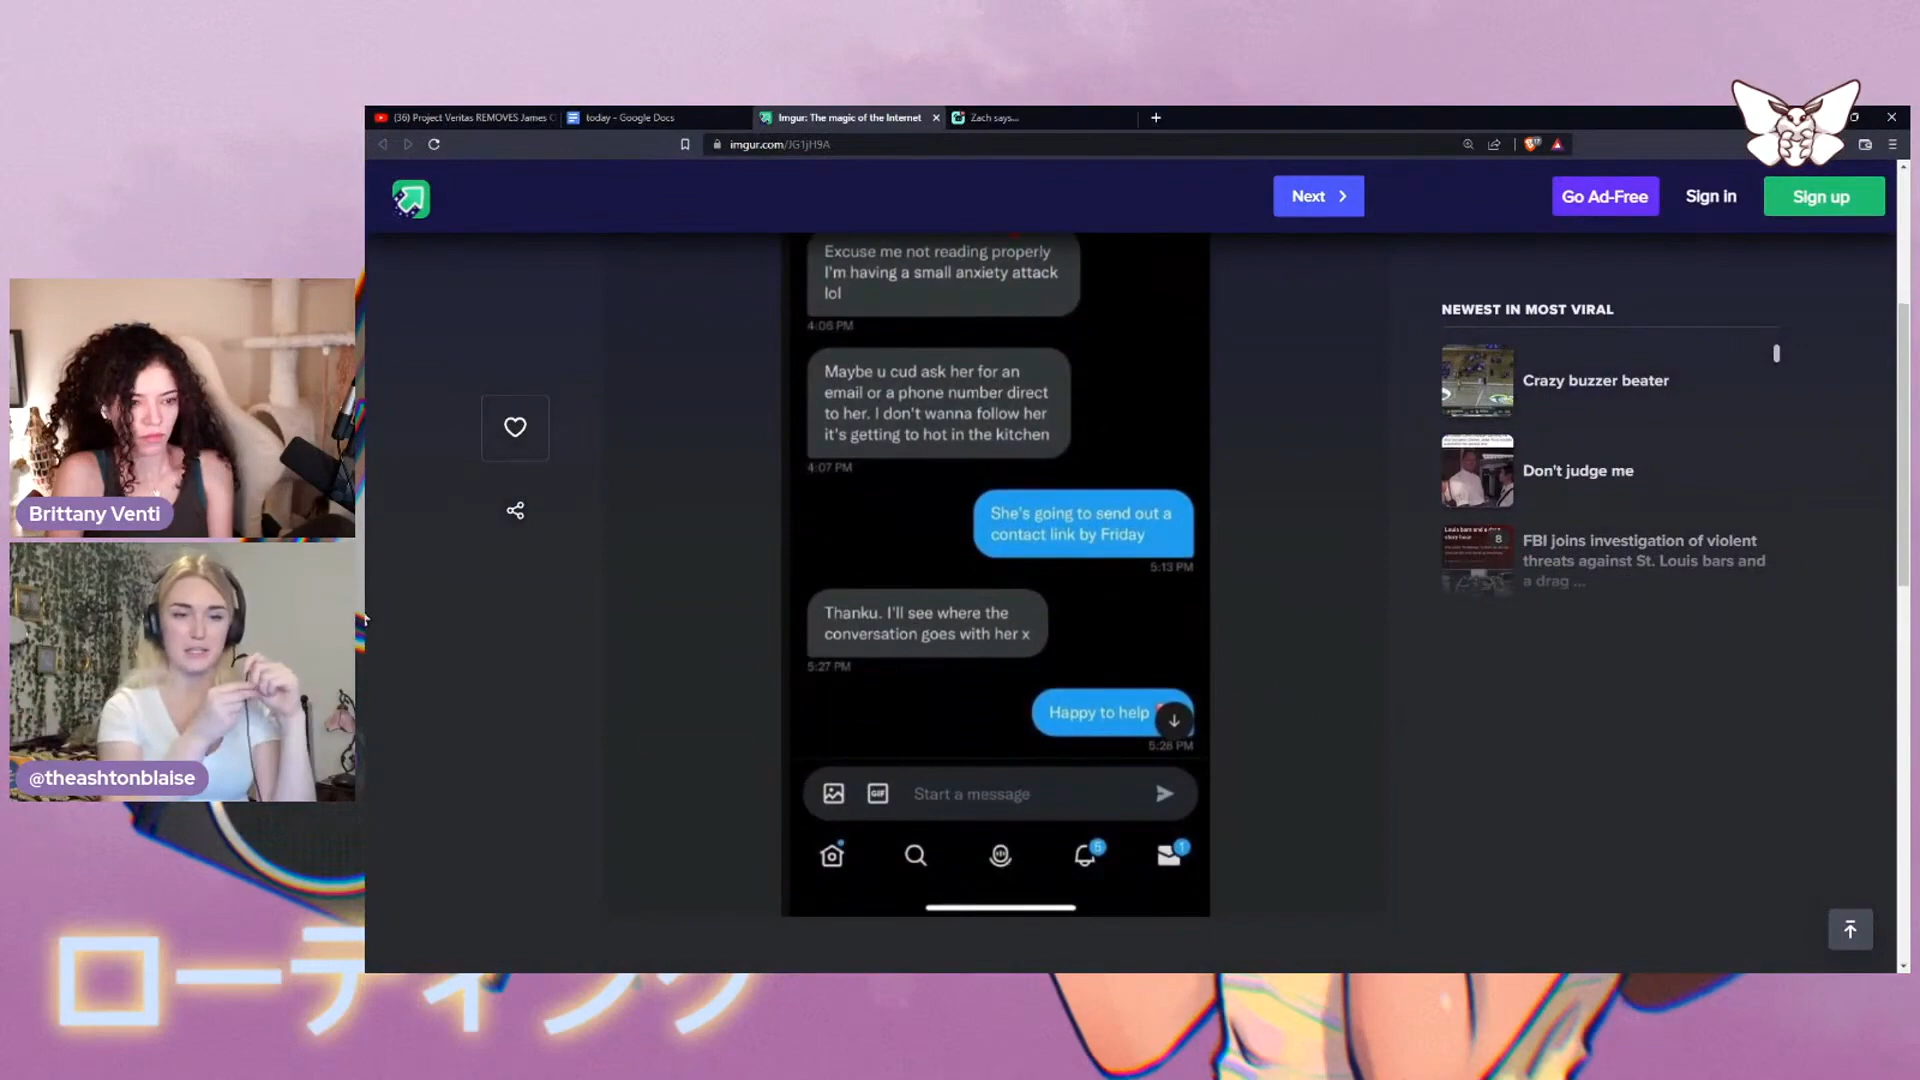 (36) Project Veritas REMOVES James
today - Google Docs
Imgur: The magic of the Internet
Zach says...
imgur.com/JG1jH9A
Next
Go Ad-Free
Sign in
Sign up
Excuse me not reading properly
I'm having a small anxiety attack
lol
4:06 PM
Maybe u cud ask her for an
email or a phone number direct
to her. I don't wanna follow her
it's getting to hot in the kitchen
4:07 PM
She's going to send out a
contact link by Friday
5:13 PM
Thanku. I'll see where the
conversation goes with her x
5:27 PM
Happy to help
5:28 PM
GIF
Start a message
5
1
NEWEST IN MOST VIRAL
Crazy buzzer beater
Don't judge me
8
FBI joins investigation of violent
threats against St. Louis bars and
a drag ...
Brittany Venti
@theashtonblaise
ローディング